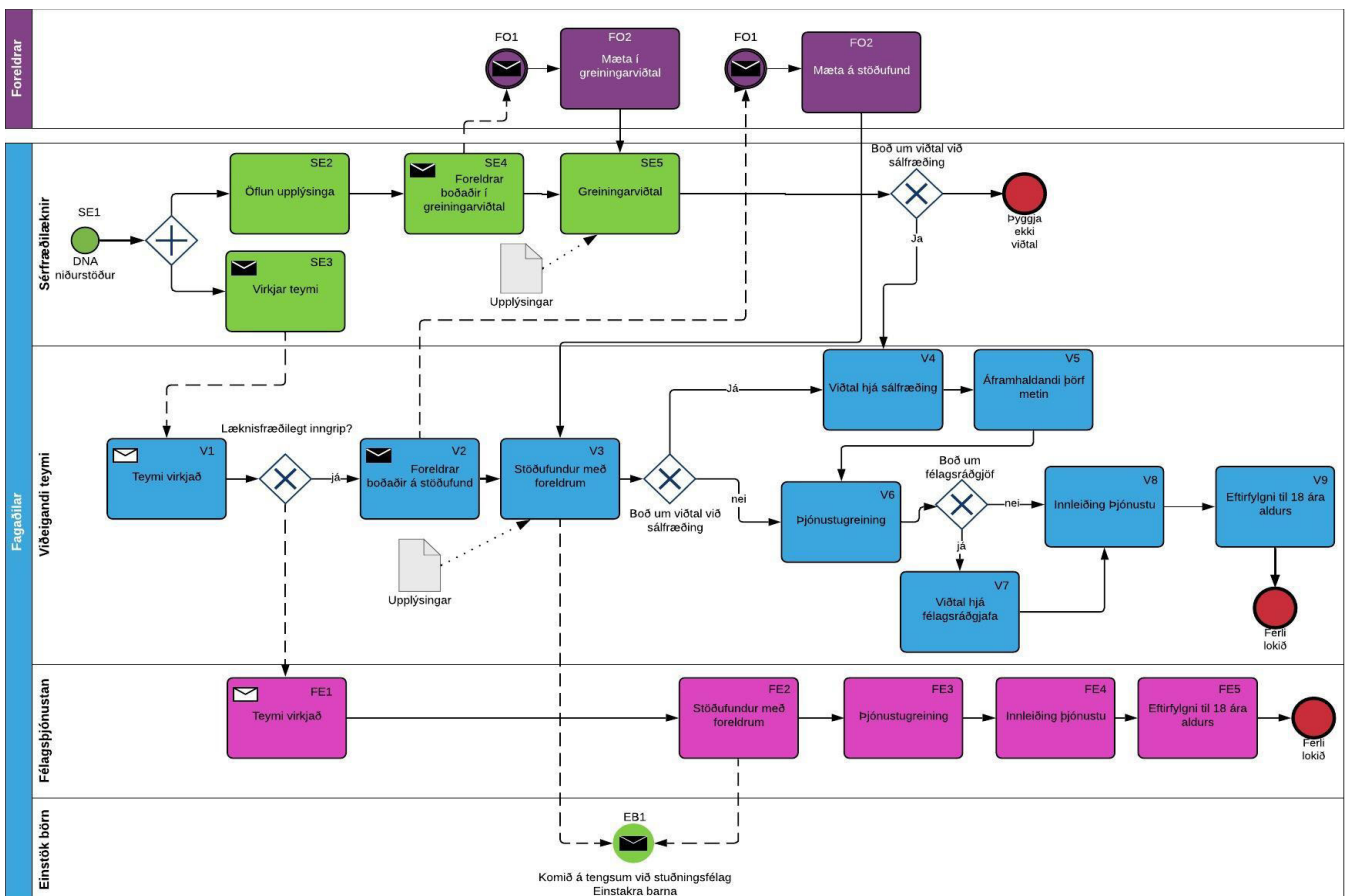 Foreldrar
FO1
FO2
Mæta í
greiningarviðtal
FO1
FO2
Mæta á stöðufund
Fagaðilar
Sérfræðilæknir
SE1
DNA
niðurstöður
SE2
Öflun upplýsinga
SE3
Virkjar teymi
SE4
Foreldrar
boðaðir í
greiningarviðtal
SE5
Greiningarviðtal
Upplýsingar
Boð um viðtal við
sálfræðing
Ja
Þyggja
ekki
viðtal
Viðeigandi teymi
V1
Teymi virkjað
Læknisfræðilegt inngrip?
já
V2
Foreldrar
boðaðir á stöðufund
V3
Stöðufundur með
foreldrum
Upplýsingar
Boð um viðtal við
sálfræðing
Já
nei
V4
Viðtal hjá sálfræðing
V5
Áframhaldandi þörf
metin
V6
Þjónustugreining
Boð um
félagsráðgjöf
nei
já
V7
Viðtal hjá
félagsráðgjafa
V8
Innleiðing Þjónustu
V9
Eftirfylgni til 18 ára
aldurs
Ferli
lokið
Félagsþjónustan
FE1
Teymi virkjað
FE2
Stöðufundur með
foreldrum
FE3
Þjónustugreining
FE4
Innleiðing þjónustu
FE5
Eftirfylgni til 18 ára
aldurs
Ferli
lokið
Einstök börn
EB1
Komið á tengsum við stuðningsfélag
Einstakra barna